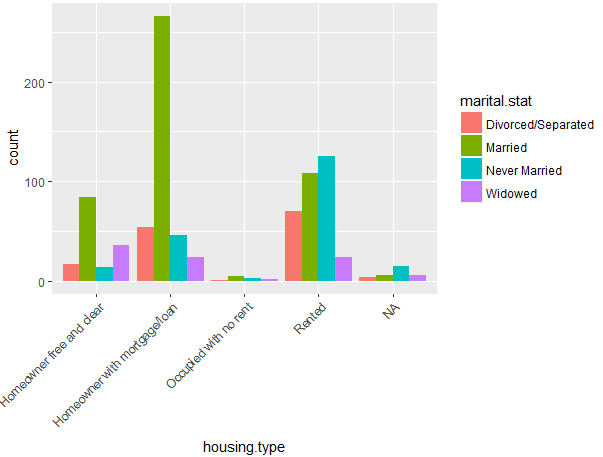 count
200
100
0
Homeowner free and clear
Homeowner with mortgage/loan
Occupied with no rent
Rented
NA
housing.type
marital.stat
Divorced/Separated
Married
Never Married
Widowed